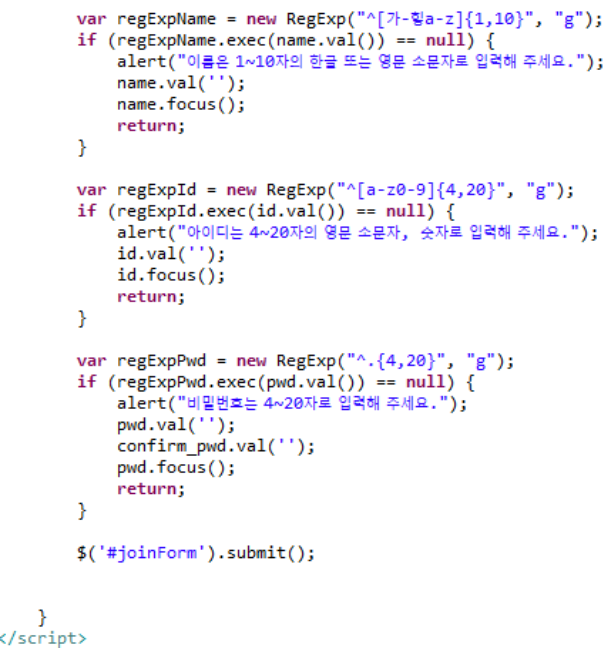 var regExpName = new RegExp("^[가-힣a-z]{1,10}", "g");
if (regExpName.exec(name.val()) == null) {
alert("이름은 1~10자의 한글 또는 영문 소문자로 입력해 주세요.");
name.val('');
name.focus();
return;
}
var regExpId = new RegExp("^[a-z0-9]{4,20}", "g");
if (regExpId.exec(id.val()) == null) {
alert("아이디는 4~20자의 영문 소문자, 숫자로 입력해 주세요.");
id.val('');
id.focus();
return;
}
var regExpPwd = new RegExp("^.{4,20}", "g");
if (regExpPwd.exec(pwd.val()) == null) {
alert("비밀번호는 4~20자로 입력해 주세요.");
pwd.val('');
confirm_pwd.val('');
pwd.focus();
return;
}
$('#joinForm').submit();
}
</script>